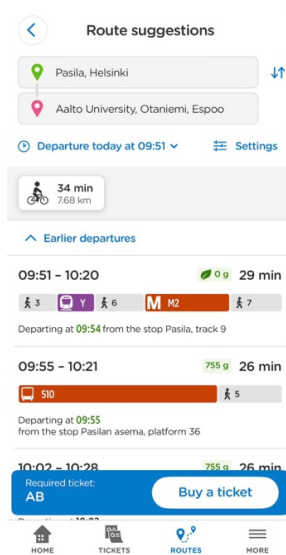 Route suggestions
Pasila, Helsinki
Aalto University, Otaniemi, Espoo
Departure today at 09:51
Settings
34 min
7.68 km
Earlier departures
09:51 – 10:20 0 g 29 min
3 Y 6 M M2 7
Departing at 09:54 from the stop Pasila, track 9
09:55 – 10:21 755 g 26 min
510 5
Departing at 09:55
from the stop Pasilan asema, platform 36
10:02 – 10:28 755 g 26 min
Required ticket:
AB
Buy a ticket
HOME TICKETS ROUTES MORE